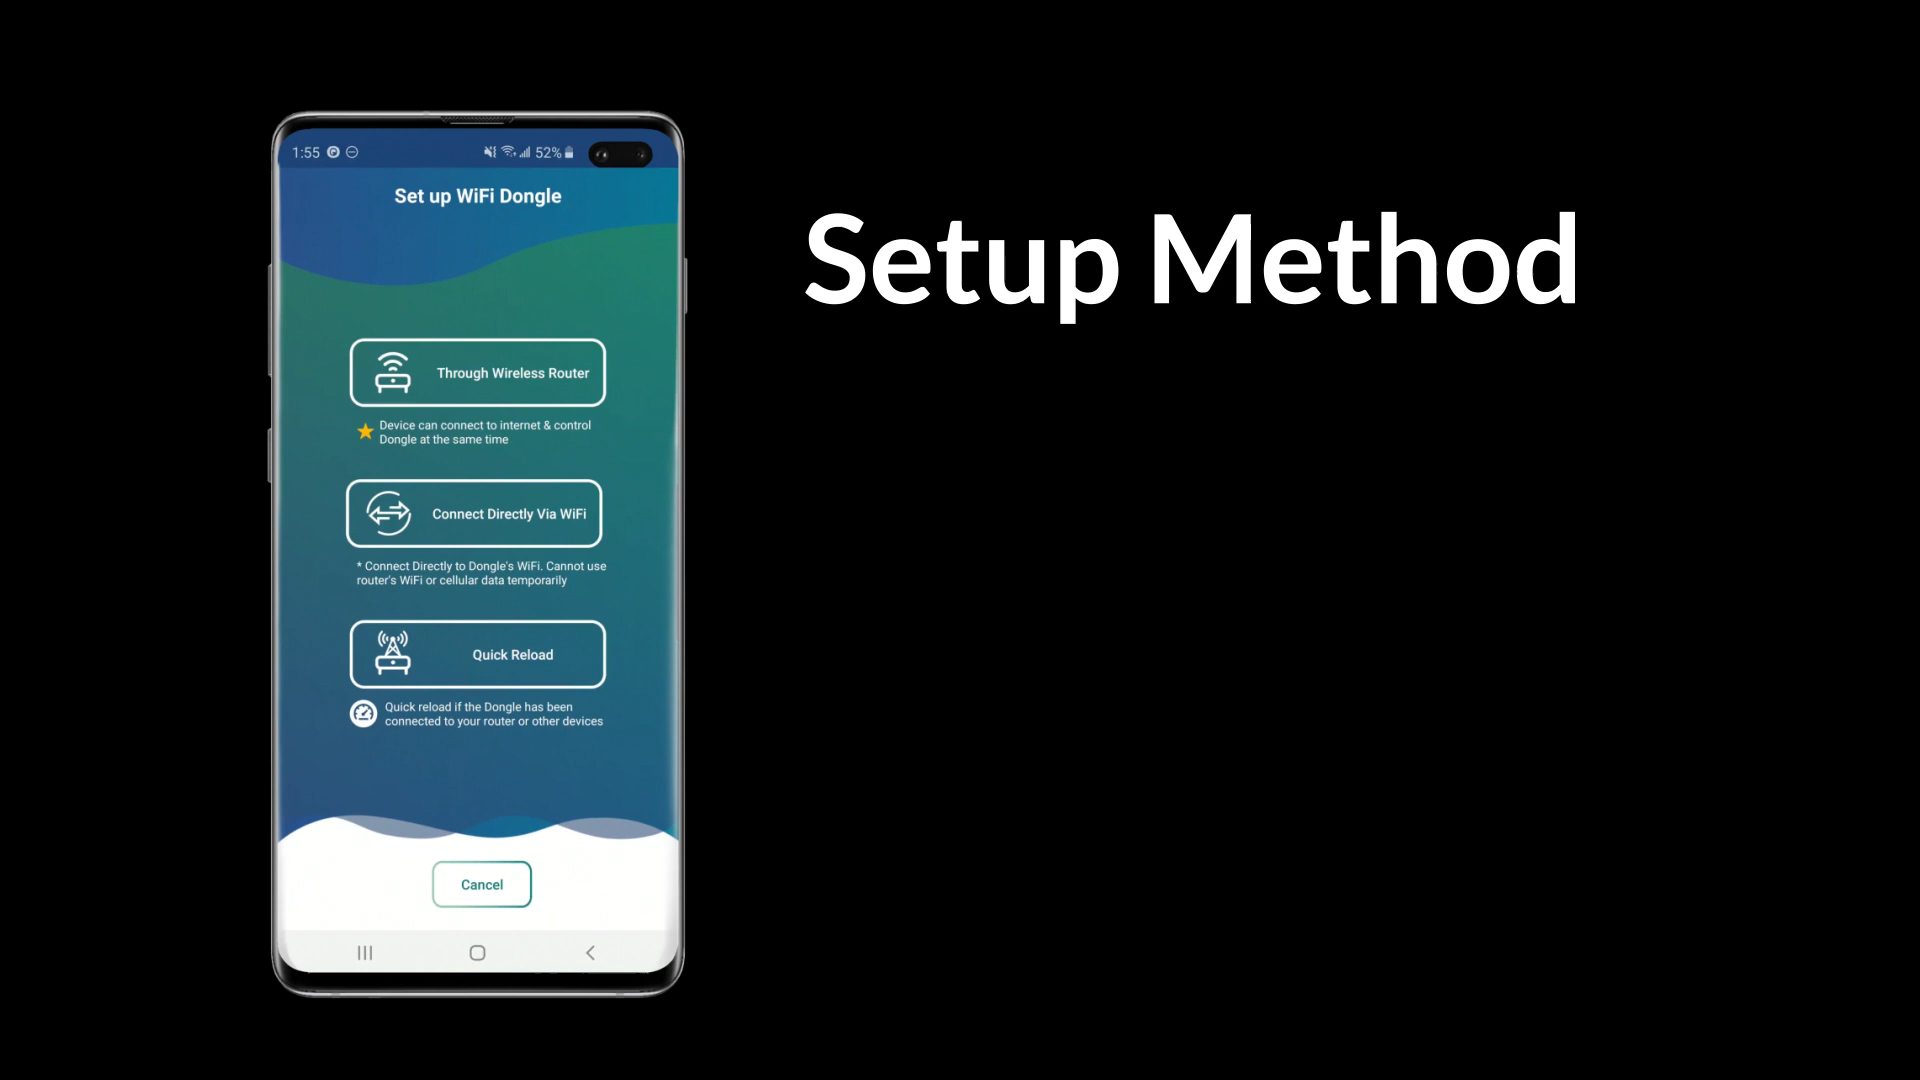 1:55
52%
Set up WiFi Dongle
Setup Method
Through Wireless Router
Device can connect to internet & control
Dongle at the same time
Connect Directly Via WiFi
* Connect Directly to Dongle's WiFi. Cannot use
router's WiFi or cellular data temporarily
Quick Reload
Quick reload if the Dongle has been
connected to your router or other devices
Cancel